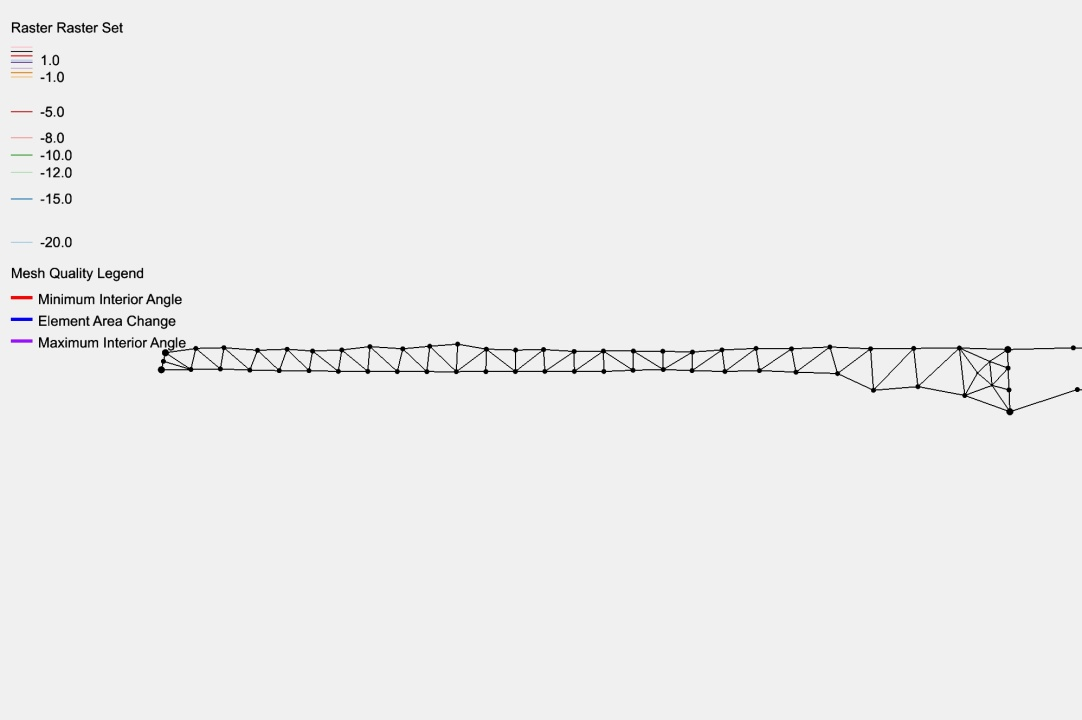 Raster Raster Set
1.0
-1.0
-5.0
-8.0
-10.0
-12.0
-15.0
-20.0
Mesh Quality Legend
Minimum Interior Angle
Element Area Change
Maximum Interior Angle